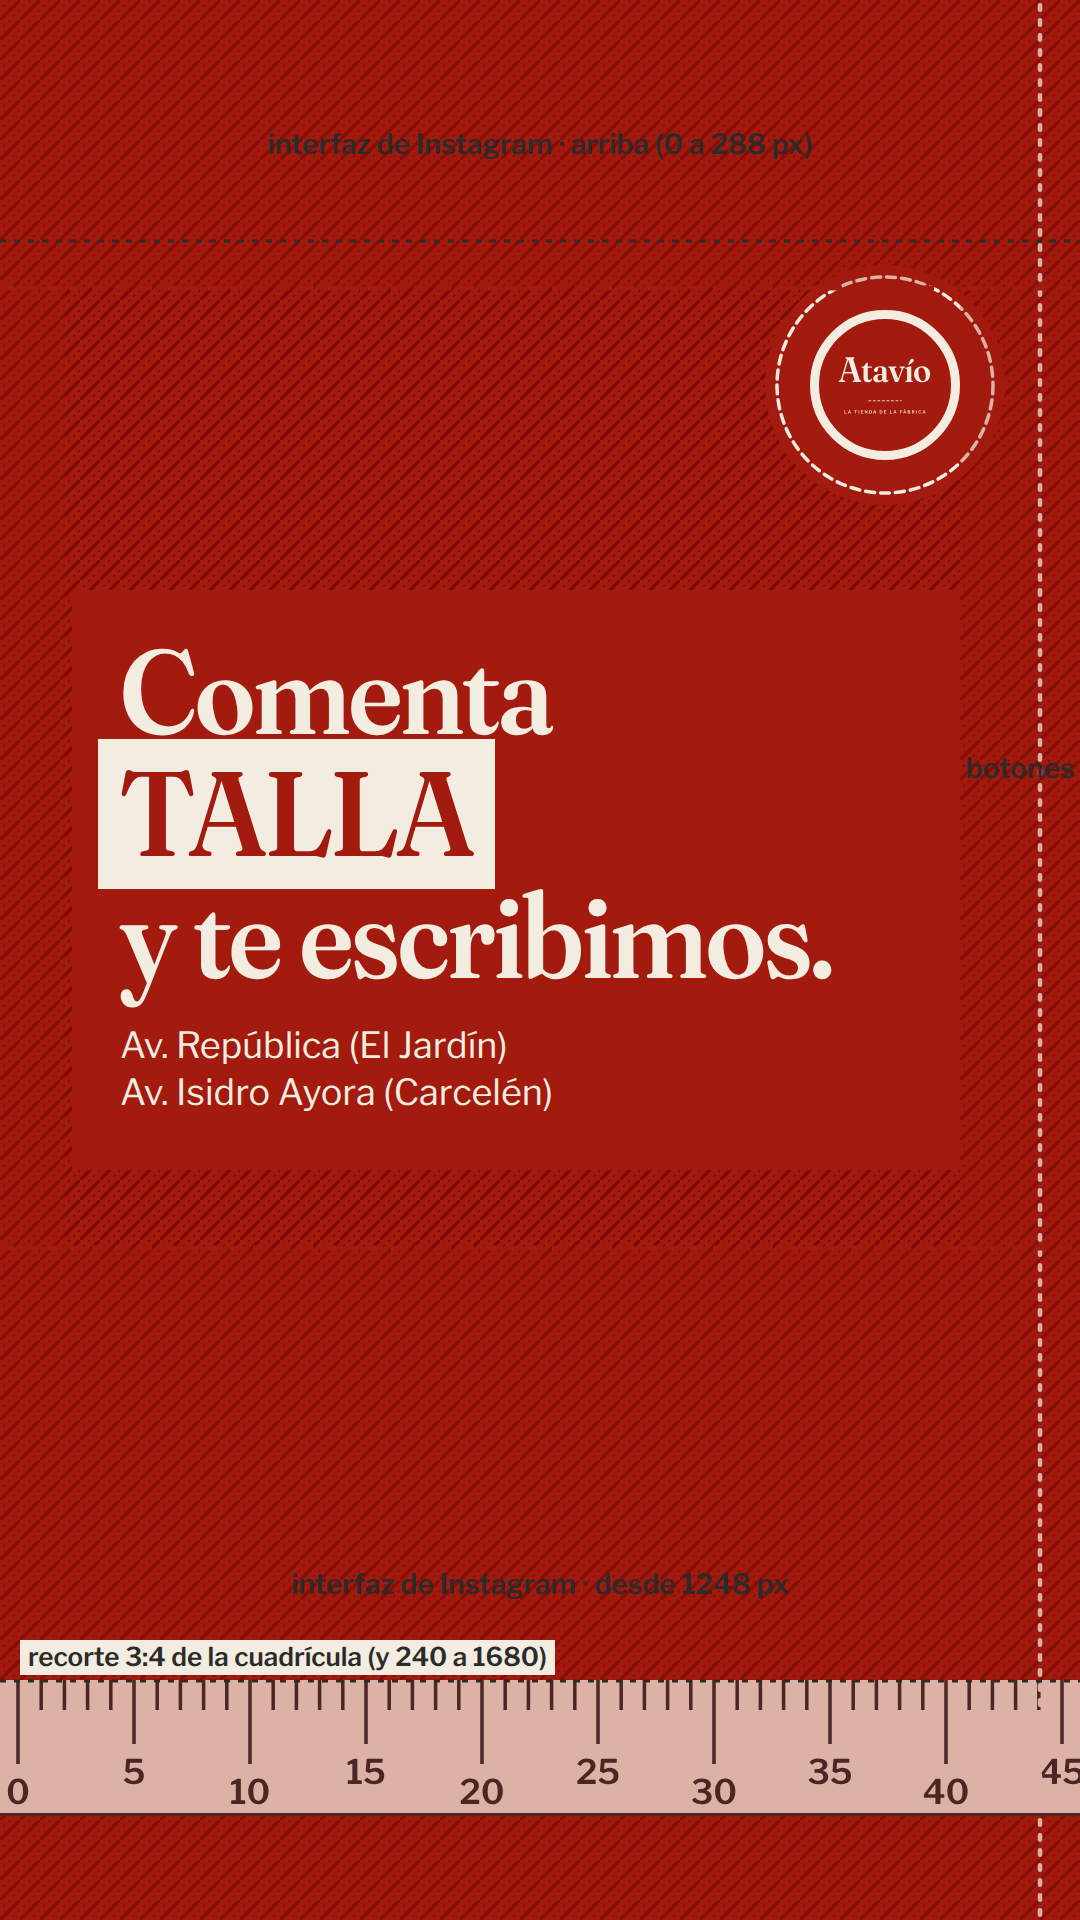 interfaz de Instagram · arriba (0 a 288 px)
Atavío
LA TIENDA DE LA FÁBRICA
Comenta
TALLA
botones
y te escribimos.
Av. República (El Jardín)
Av. Isidro Ayora (Carcelén)
interfaz de Instagram · desde 1248 px
recorte 3:4 de la cuadrícula (y 240 a 1680)
0 5 10 15 20 25 30 35 40 45